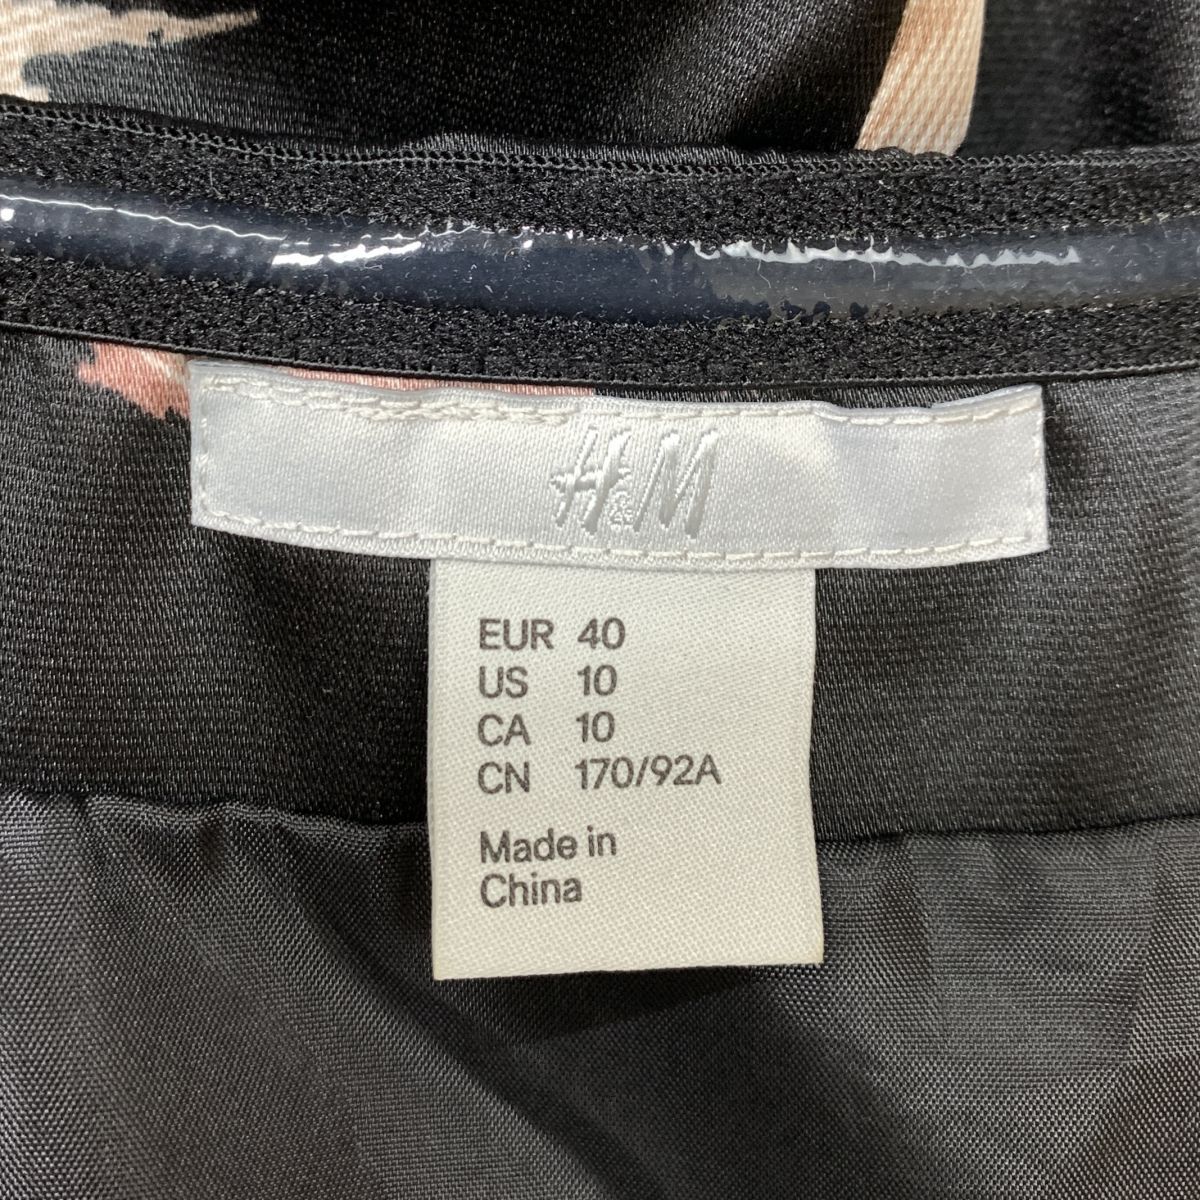 H&M
EUR 40
US 10
CA 10
CN 170/92A
Made in
China